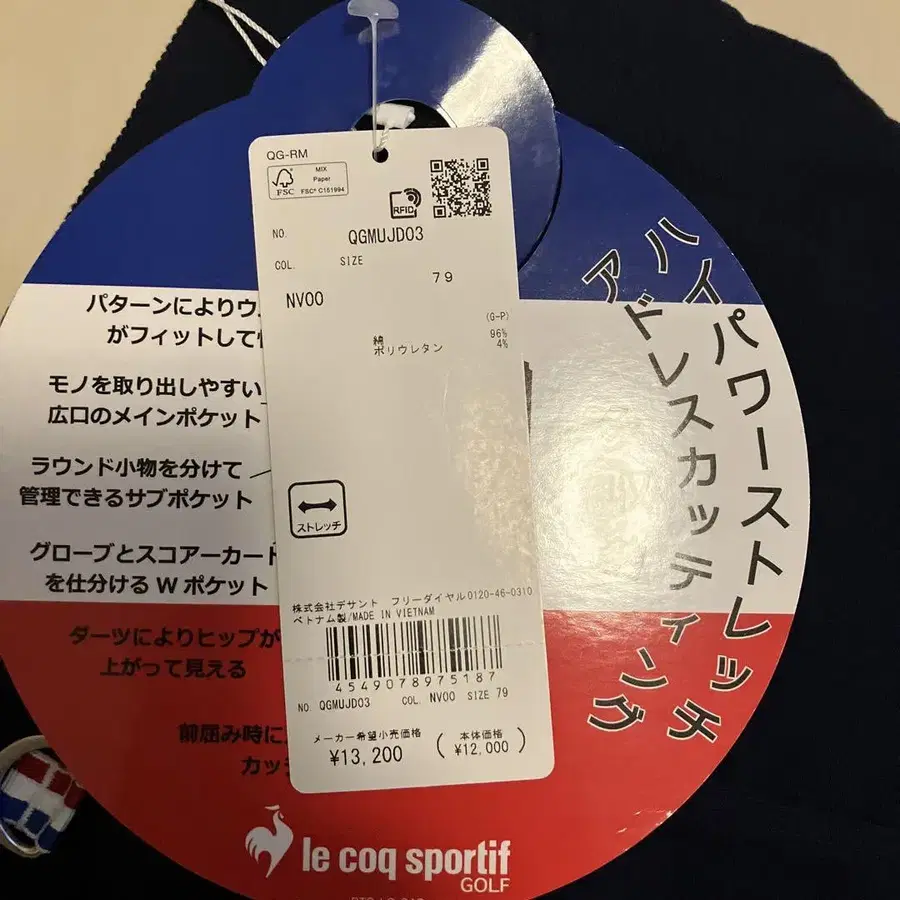 QG-RM
MIX
Paper
FSC
FSC® C151994
RFID
NO. QGMUJD03
COL. SIZE
NV00 79
(G-P)
綿 96%
ポリウレタン 4%
ストレッチ
株式会社デサント フリーダイヤル0120-46-0310
ベトナム製/MADE IN VIETNAM
4549078975187
NO. QGMUJD03 COL. NV00 SIZE 79
メーカー希望小売価格
¥13,200
(本体価格
¥12,000)
パターンによりウ
がフィットして
モノを取り出しやすい
広口のメインポケット
ラウンド小物を分けて
管理できるサブポケット
グローブとスコアーカード
を仕分けるWポケット
ダーツによりヒップが
上がって見える
前屈み時に
カッ
ハイパワーストレッチ
アドレスカッティング
le coq sportif
GOLF